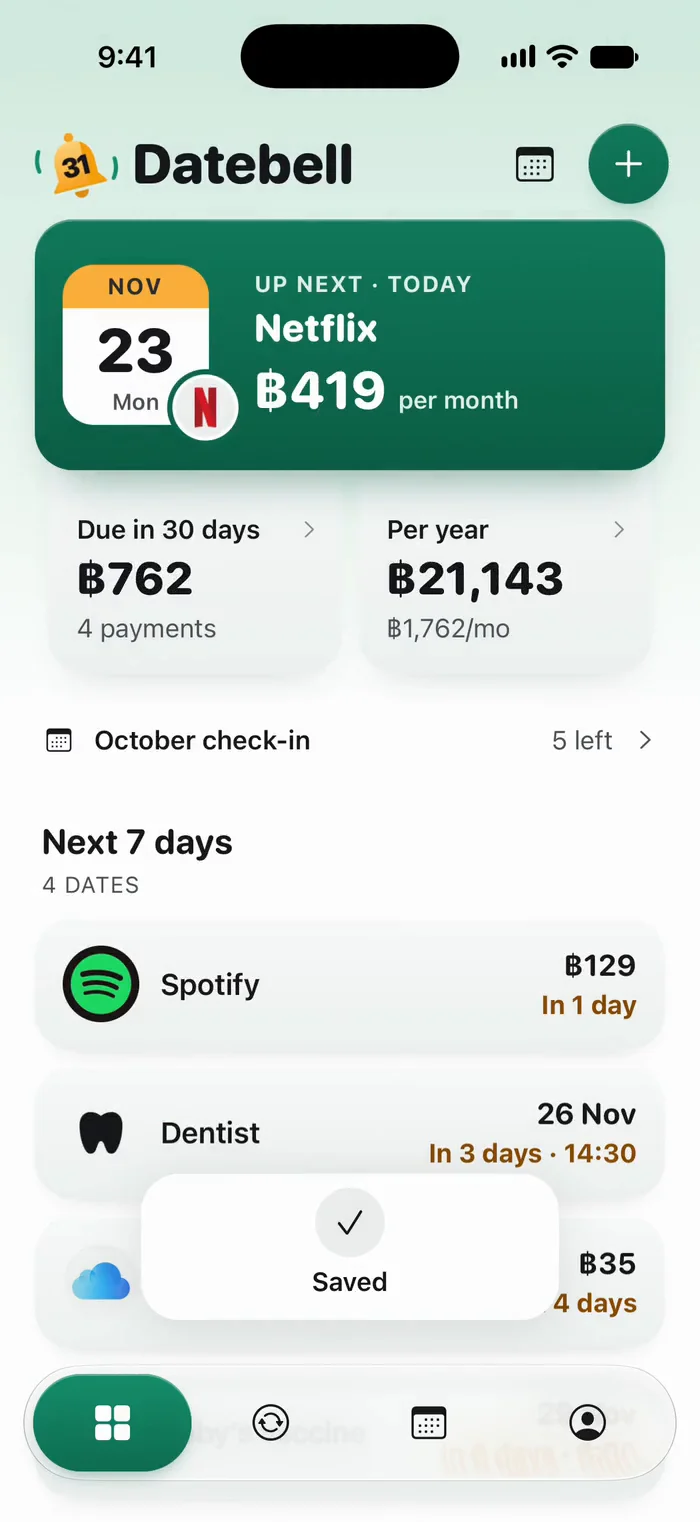 9:41
31
Datebell
NOV
23
Mon
N
UP NEXT · TODAY
Netflix
฿419 per month
Due in 30 days
฿762
4 payments
Per year
฿21,143
฿1,762/mo
October check-in
5 left
Next 7 days
4 DATES
Spotify
฿129
In 1 day
Dentist
26 Nov
In 3 days · 14:30
Saved
฿35
4 days